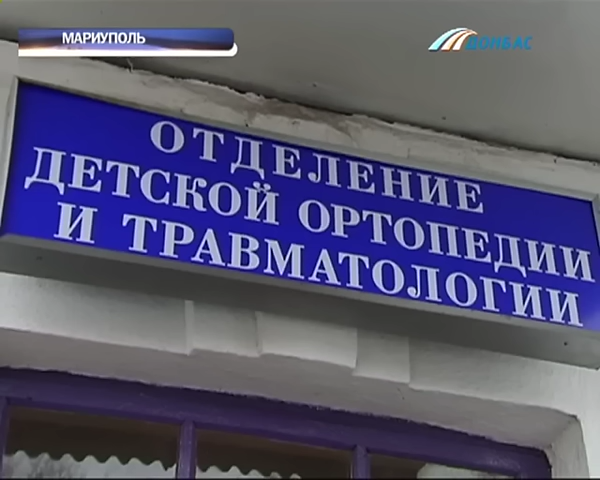 МАРИУПОЛЬ
ДОНБАС
ОТДЕЛЕНИЕ
ДЕТСКОЙ ОРТОПЕДИИ
И ТРАВМАТОЛОГИИ